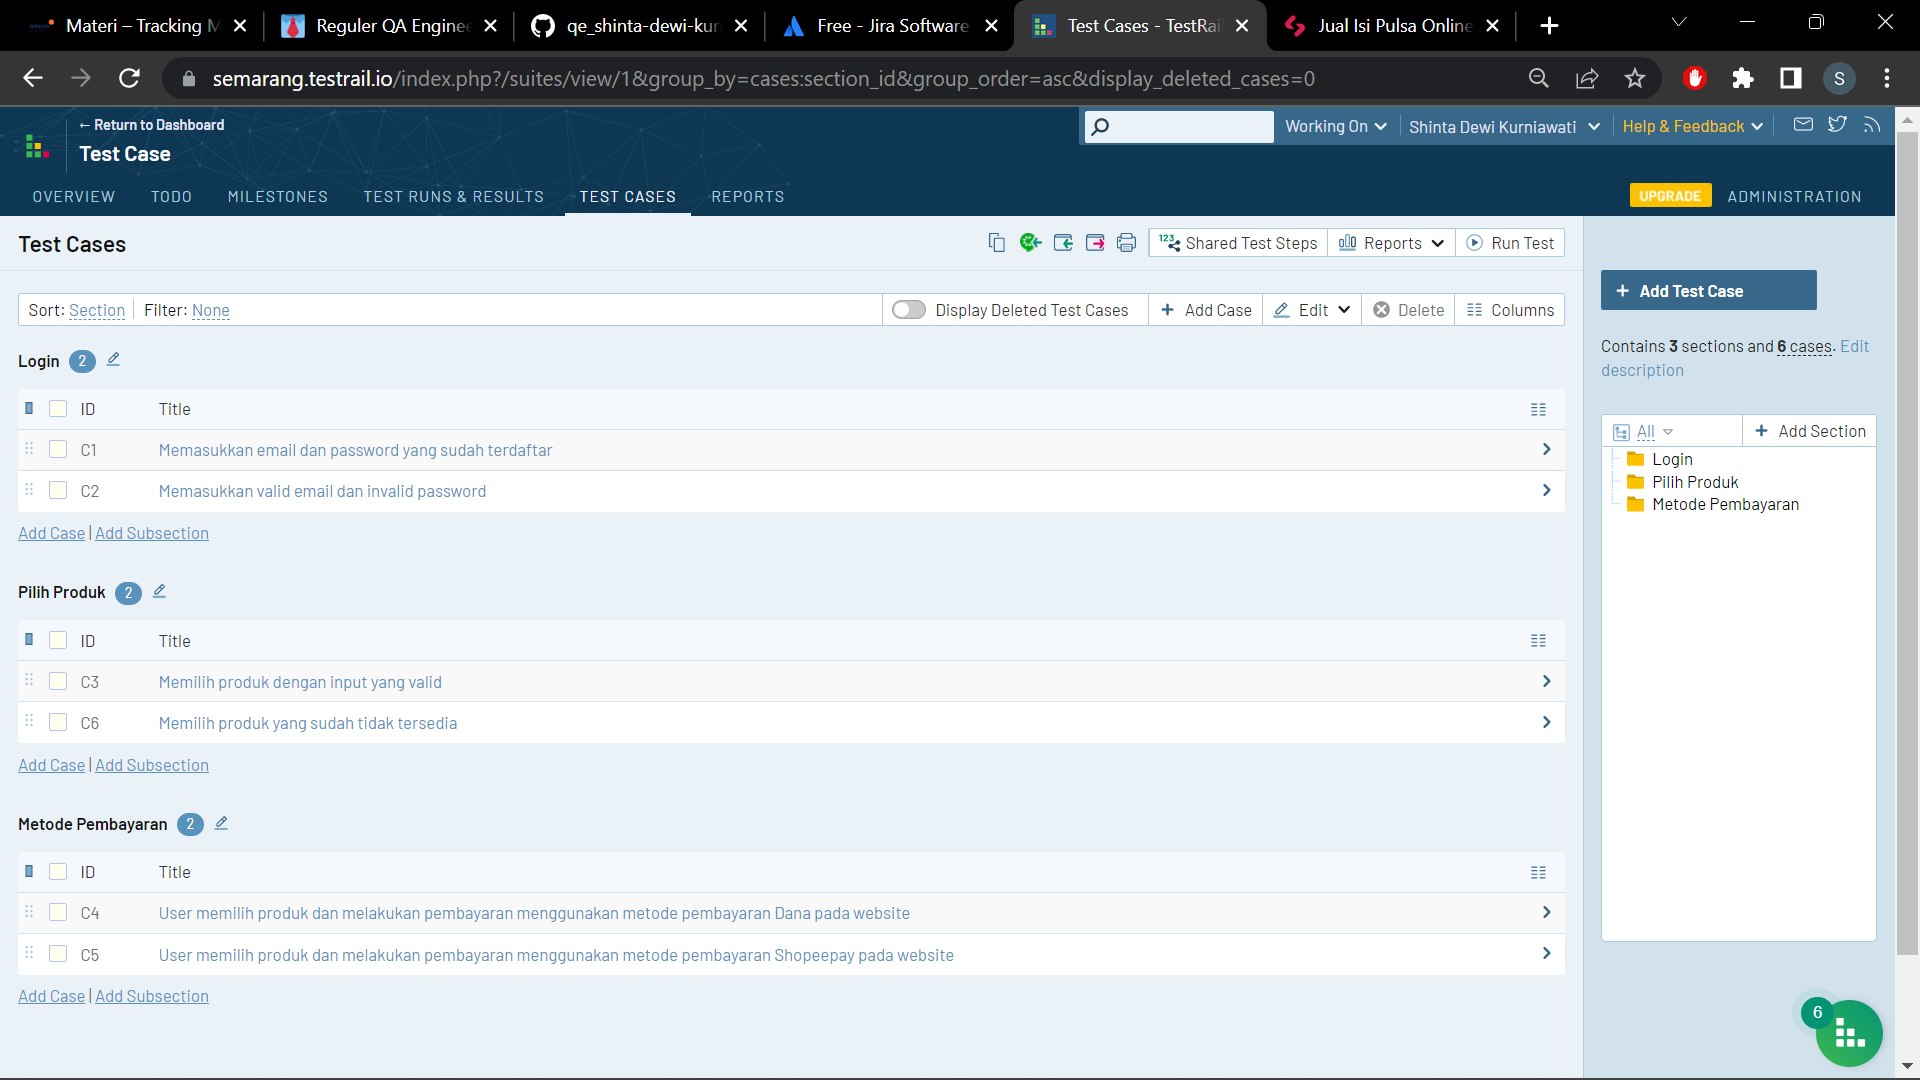 Materi – Tracking M
Reguler QA Enginee
qe_shinta-dewi-kur
Free - Jira Software
Test Cases - TestRai
Jual Isi Pulsa Online
semarang.testrail.io/index.php?/suites/view/1&group_by=cases:section_id&group_order=asc&display_deleted_cases=0
S
← Return to Dashboard
Test Case
Working On
Shinta Dewi Kurniawati
Help & Feedback
OVERVIEW TODO MILESTONES TEST RUNS & RESULTS TEST CASES REPORTS
UPGRADE ADMINISTRATION
Test Cases
123 Shared Test Steps
Reports
Run Test
Sort: Section Filter: None
Display Deleted Test Cases
Add Case
Edit
Delete
Columns
Login 2
ID Title
C1 Memasukkan email dan password yang sudah terdaftar
C2 Memasukkan valid email dan invalid password
Add Case | Add Subsection
Pilih Produk 2
ID Title
C3 Memilih produk dengan input yang valid
C6 Memilih produk yang sudah tidak tersedia
Add Case | Add Subsection
Metode Pembayaran 2
ID Title
C4 User memilih produk dan melakukan pembayaran menggunakan metode pembayaran Dana pada website
C5 User memilih produk dan melakukan pembayaran menggunakan metode pembayaran Shopeepay pada website
Add Case | Add Subsection
+ Add Test Case
Contains 3 sections and 6 cases. Edit
description
All
+ Add Section
Login
Pilih Produk
Metode Pembayaran
6